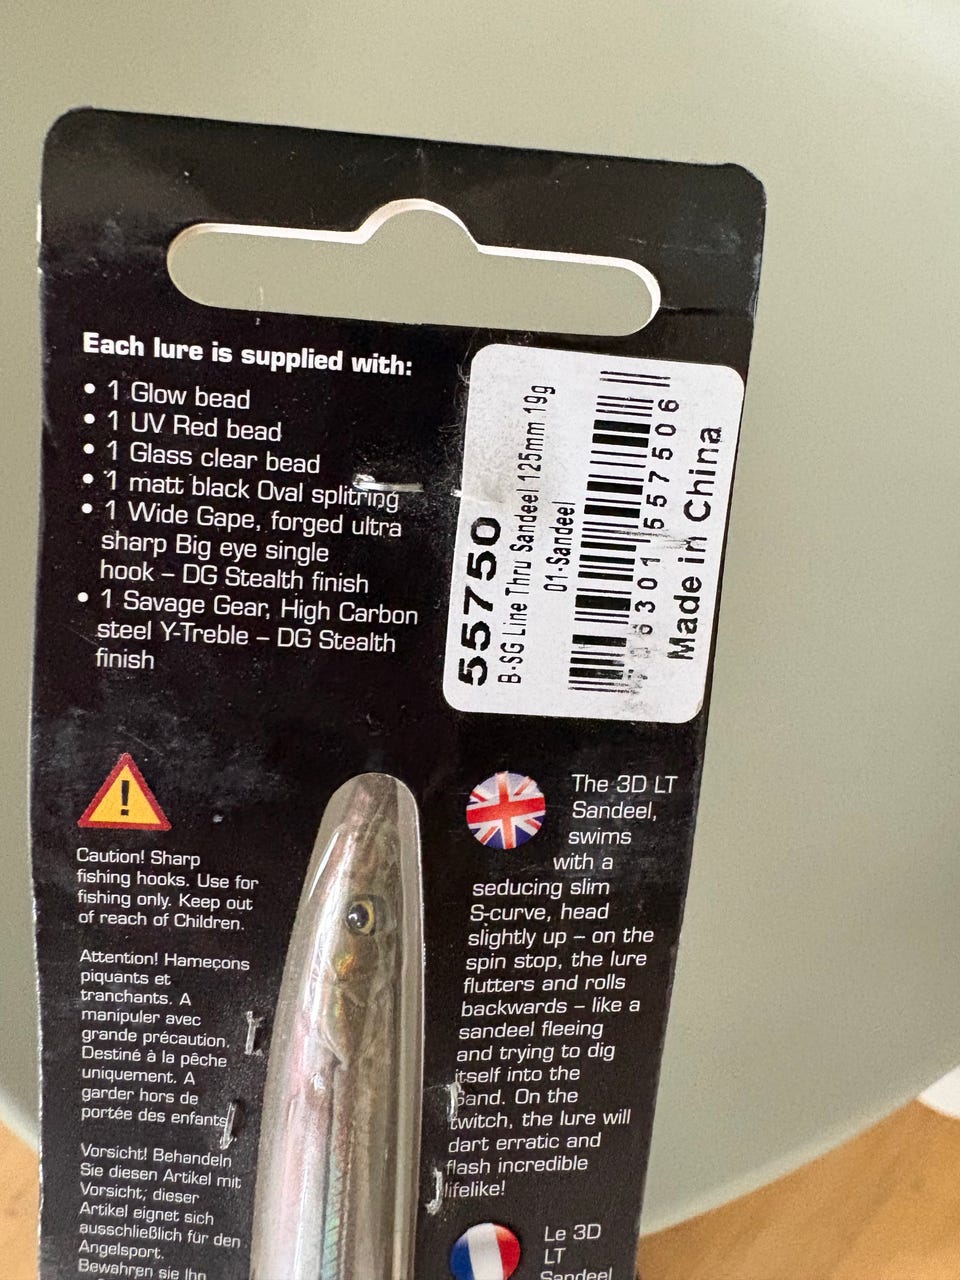 Each lure is supplied with:
• 1 Glow bead
• 1 UV Red bead
• 1 Glass clear bead
• 1 matt black Oval splitring
• 1 Wide Gape, forged ultra
sharp Big eye single
hook – DG Stealth finish
• 1 Savage Gear, High Carbon
steel Y-Treble – DG Stealth
finish
55750
B-SG Line Thru Sandeel 125mm 19g
01-Sandeel
6301557506
Made in China
!
Caution! Sharp
fishing hooks. Use for
fishing only. Keep out
of reach of Children.
Attention! Hameçons
piquants et
tranchants. A
manipuler avec
grande précaution.
Destiné à la pêche
uniquement. A
garder hors de
portée des enfants
Vorsicht! Behandeln
Sie diesen Artikel mit
Vorsicht; dieser
Artikel eignet sich
ausschließlich für den
Angelsport.
Bewahren sie Ihn
The 3D LT
Sandeel,
swims
with a
seducing slim
S-curve, head
slightly up – on the
spin stop, the lure
flutters and rolls
backwards – like a
sandeel fleeing
and trying to dig
itself into the
Sand. On the
twitch, the lure will
dart erratic and
flash incredible
lifelike!
Le 3D
LT
Sandeel